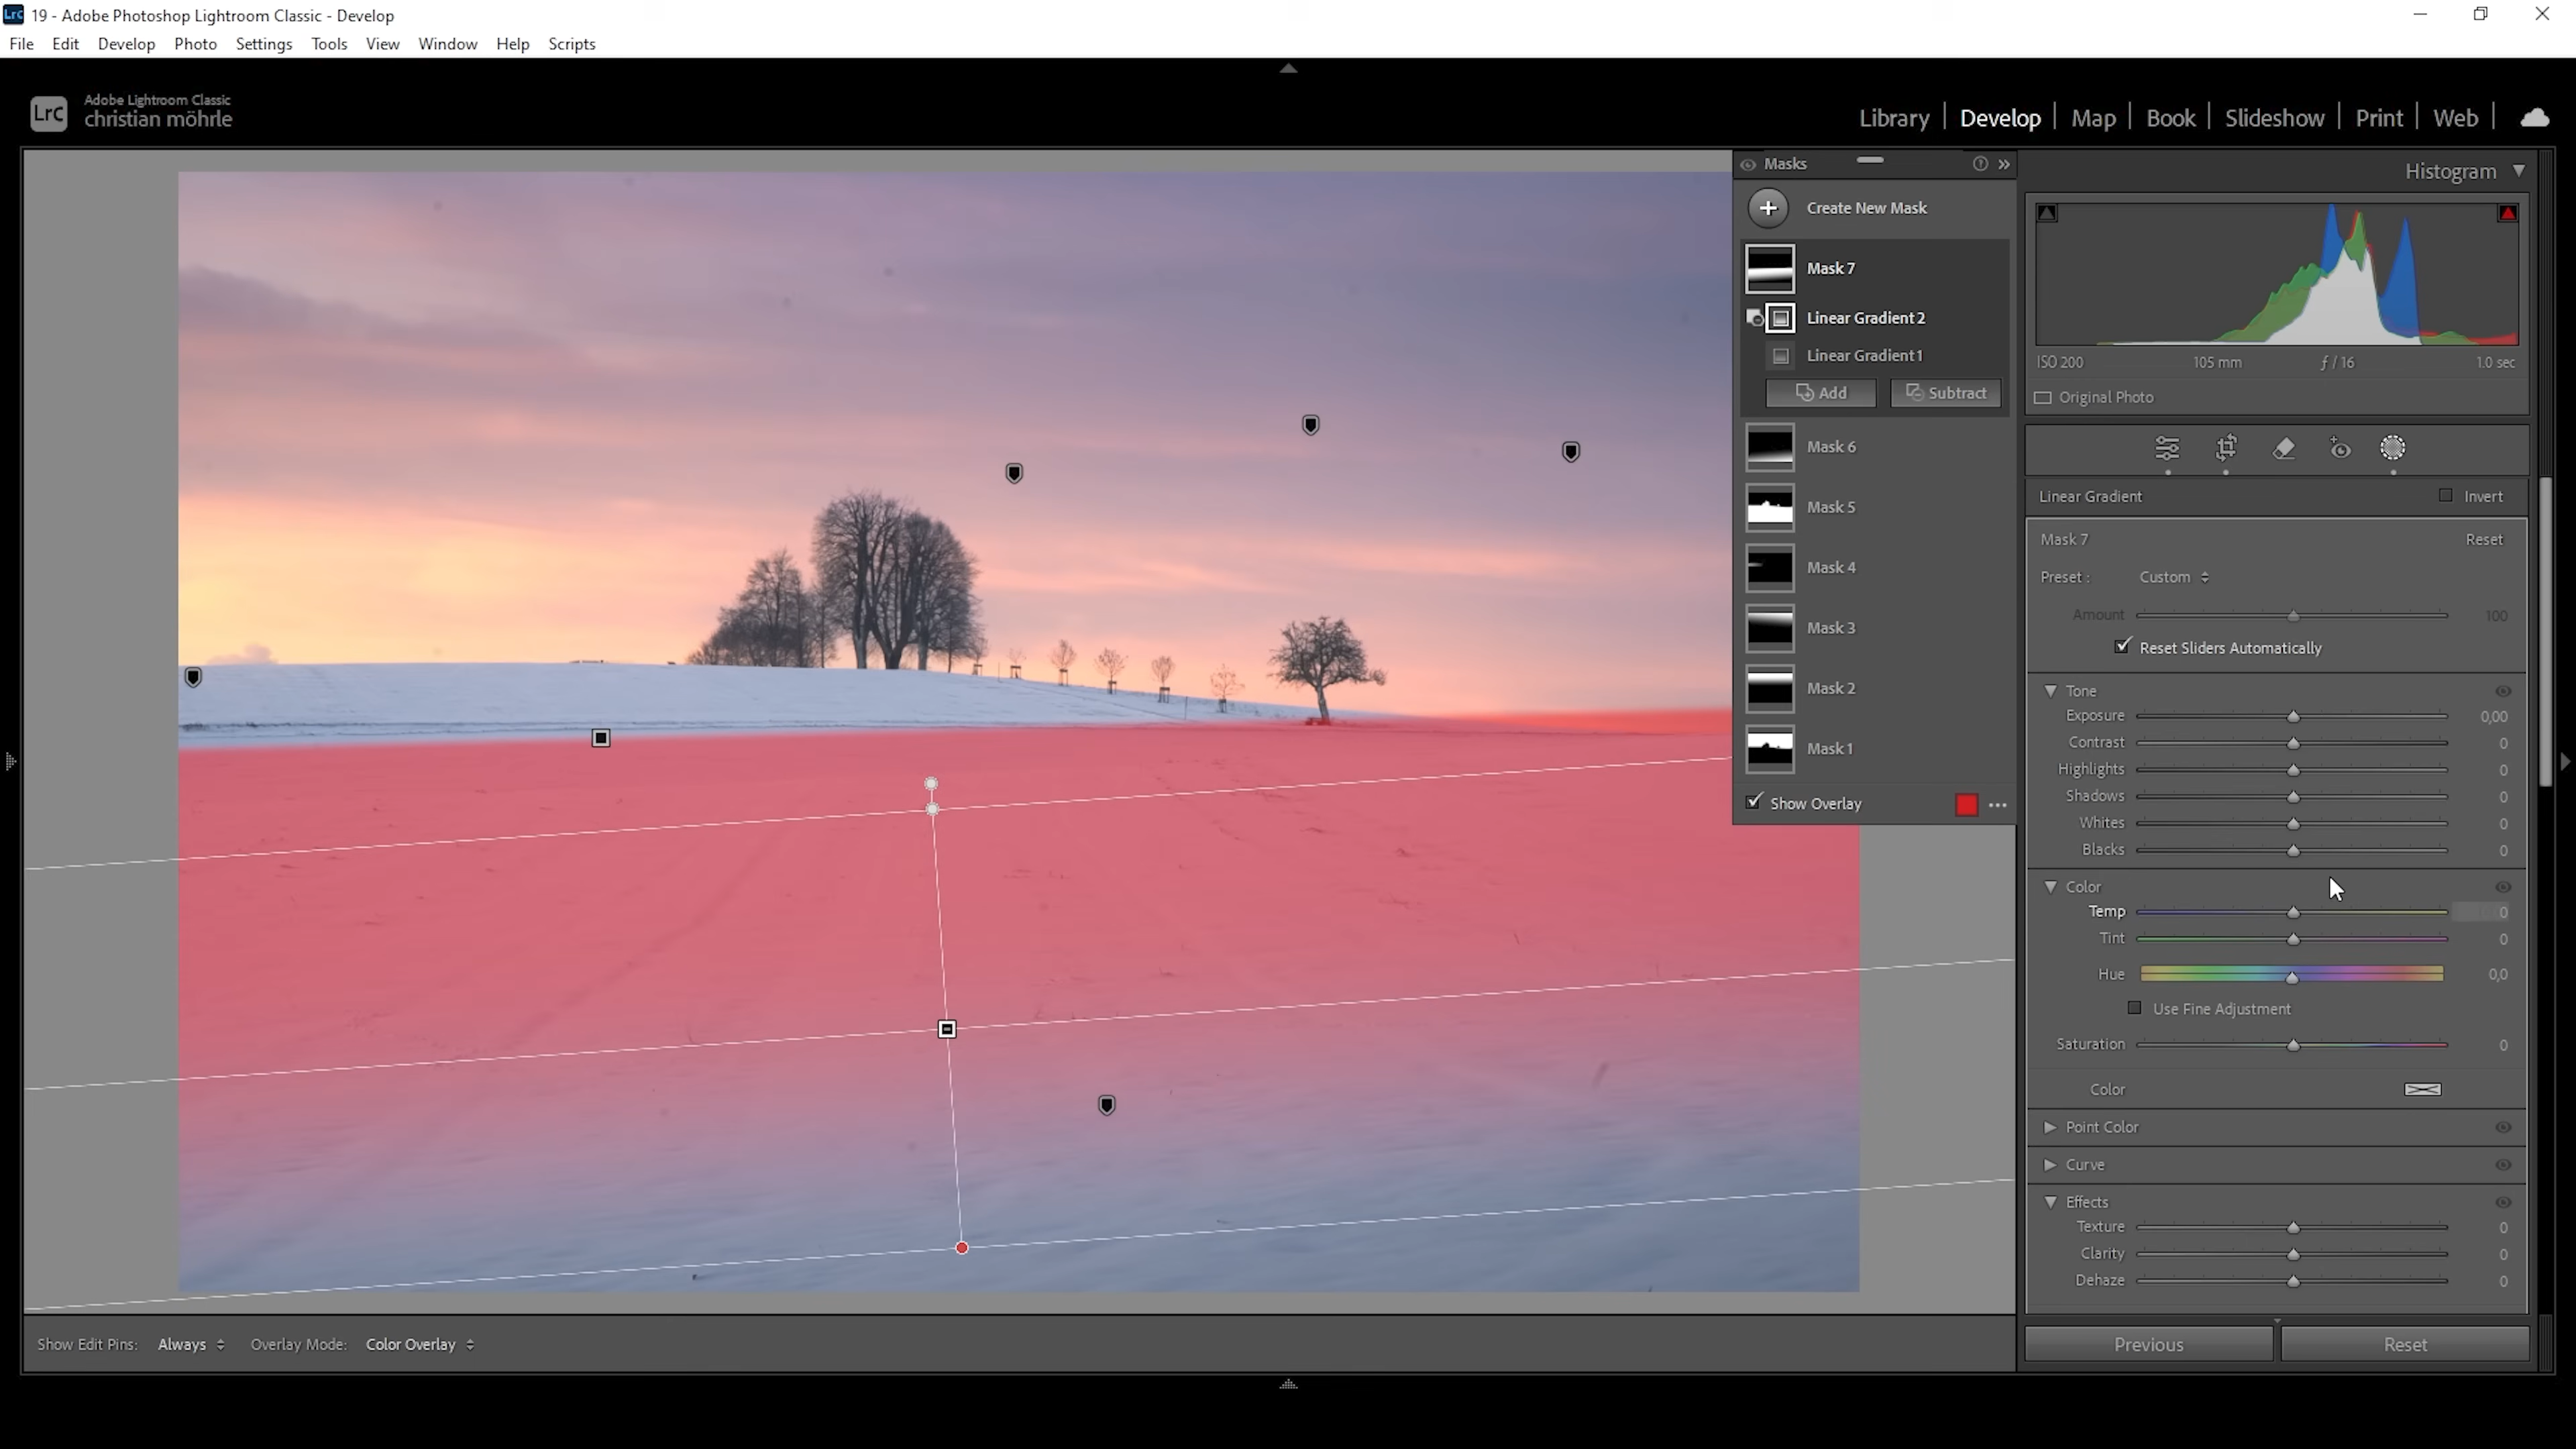 19 - Adobe Photoshop Lightroom Classic - Develop
File Edit Develop Photo Settings Tools View Window Help Scripts
Lrc Adobe Lightroom Classic
christian möhrle
Library Develop Map Book Slideshow Print Web
Masks
Create New Mask
Mask 7
Linear Gradient 2
Linear Gradient 1
Add Subtract
Mask 6
Mask 5
Mask 4
Mask 3
Mask 2
Mask 1
Show Overlay
Histogram
ISO 200 105 mm ƒ / 16 1.0 sec
Original Photo
Linear Gradient Invert
Mask 7 Reset
Preset : Custom
Amount 100
Reset Sliders Automatically
Tone
Exposure 0,00
Contrast 0
Highlights 0
Shadows 0
Whites 0
Blacks 0
Color
Temp 0
Tint 0
Hue 0,0
Use Fine Adjustment
Saturation 0
Color
Point Color
Curve
Effects
Texture 0
Clarity 0
Dehaze 0
Show Edit Pins: Always Overlay Mode: Color Overlay
Previous Reset